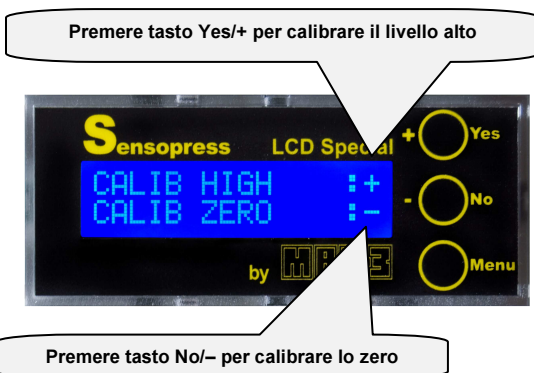 Premere tasto Yes/+ per calibrare il livello alto
Sensopress LCD Special
+ Yes
CALIB HIGH :+
CALIB ZERO :–
- No
by
Menu
Premere tasto No/– per calibrare lo zero